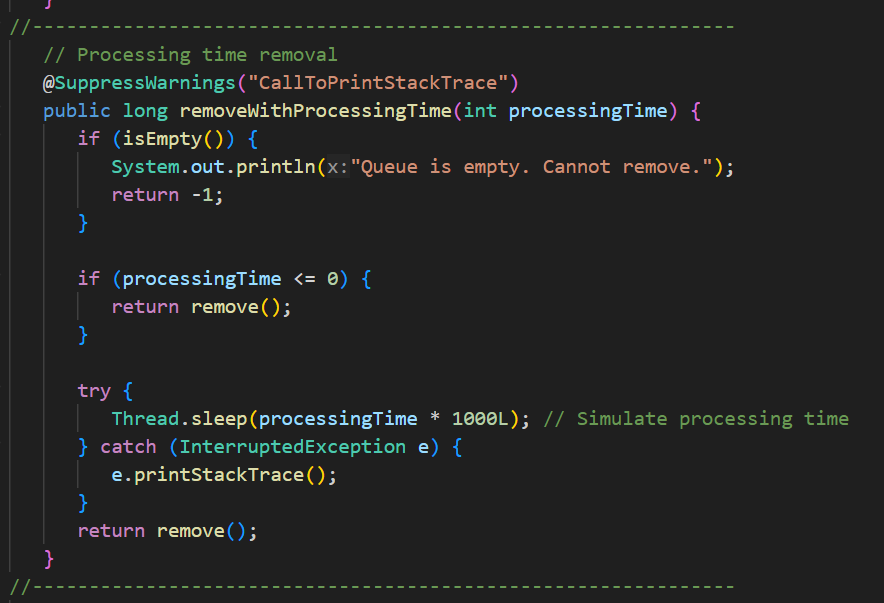 }
//--------------------------------------------------------------
// Processing time removal
@SuppressWarnings("CallToPrintStackTrace")
public long removeWithProcessingTime(int processingTime) {
if (isEmpty()) {
System.out.println(x:"Queue is empty. Cannot remove.");
return -1;
}
if (processingTime <= 0) {
return remove();
}
try {
Thread.sleep(processingTime * 1000L); // Simulate processing time
} catch (InterruptedException e) {
e.printStackTrace();
}
return remove();
}
//--------------------------------------------------------------